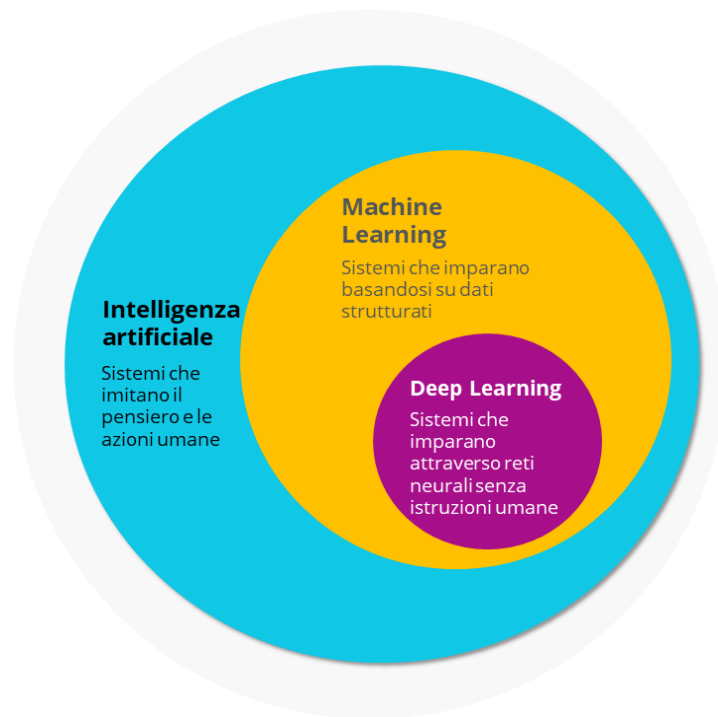 Machine
Learning
Sistemi che imparano
basandosi su dati
strutturati
Intelligenza
artificiale
Sistemi che
imitano il
pensiero e le
azioni umane
Deep Learning
Sistemi che
imparano
attraverso reti
neurali senza
istruzioni umane